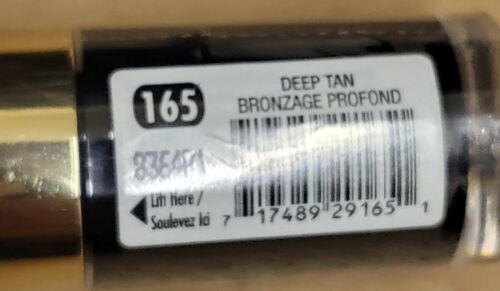 165
DEEP TAN
BRONZAGE PROFOND
Lift Here /
Soulevez Ici
7 17489 29165 1